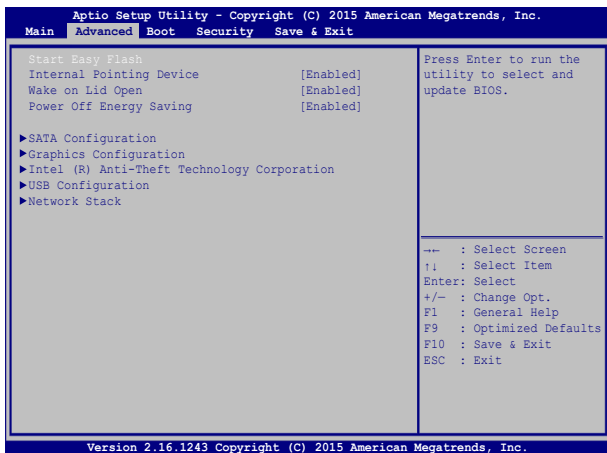 Aptio Setup Utility - Copyright (C) 2015 American Megatrends, Inc.
Main Advanced Boot Security Save & Exit
Start Easy Flash
Internal Pointing Device [Enabled]
Wake on Lid Open [Enabled]
Power Off Energy Saving [Enabled]
▶SATA Configuration
▶Graphics Configuration
▶Intel (R) Anti-Theft Technology Corporation
▶USB Configuration
▶Network Stack
Press Enter to run the
utility to select and
update BIOS.
→← : Select Screen
↑↓ : Select Item
Enter: Select
+/— : Change Opt.
F1 : General Help
F9 : Optimized Defaults
F10 : Save & Exit
ESC : Exit
Version 2.16.1243 Copyright (C) 2015 American Megatrends, Inc.